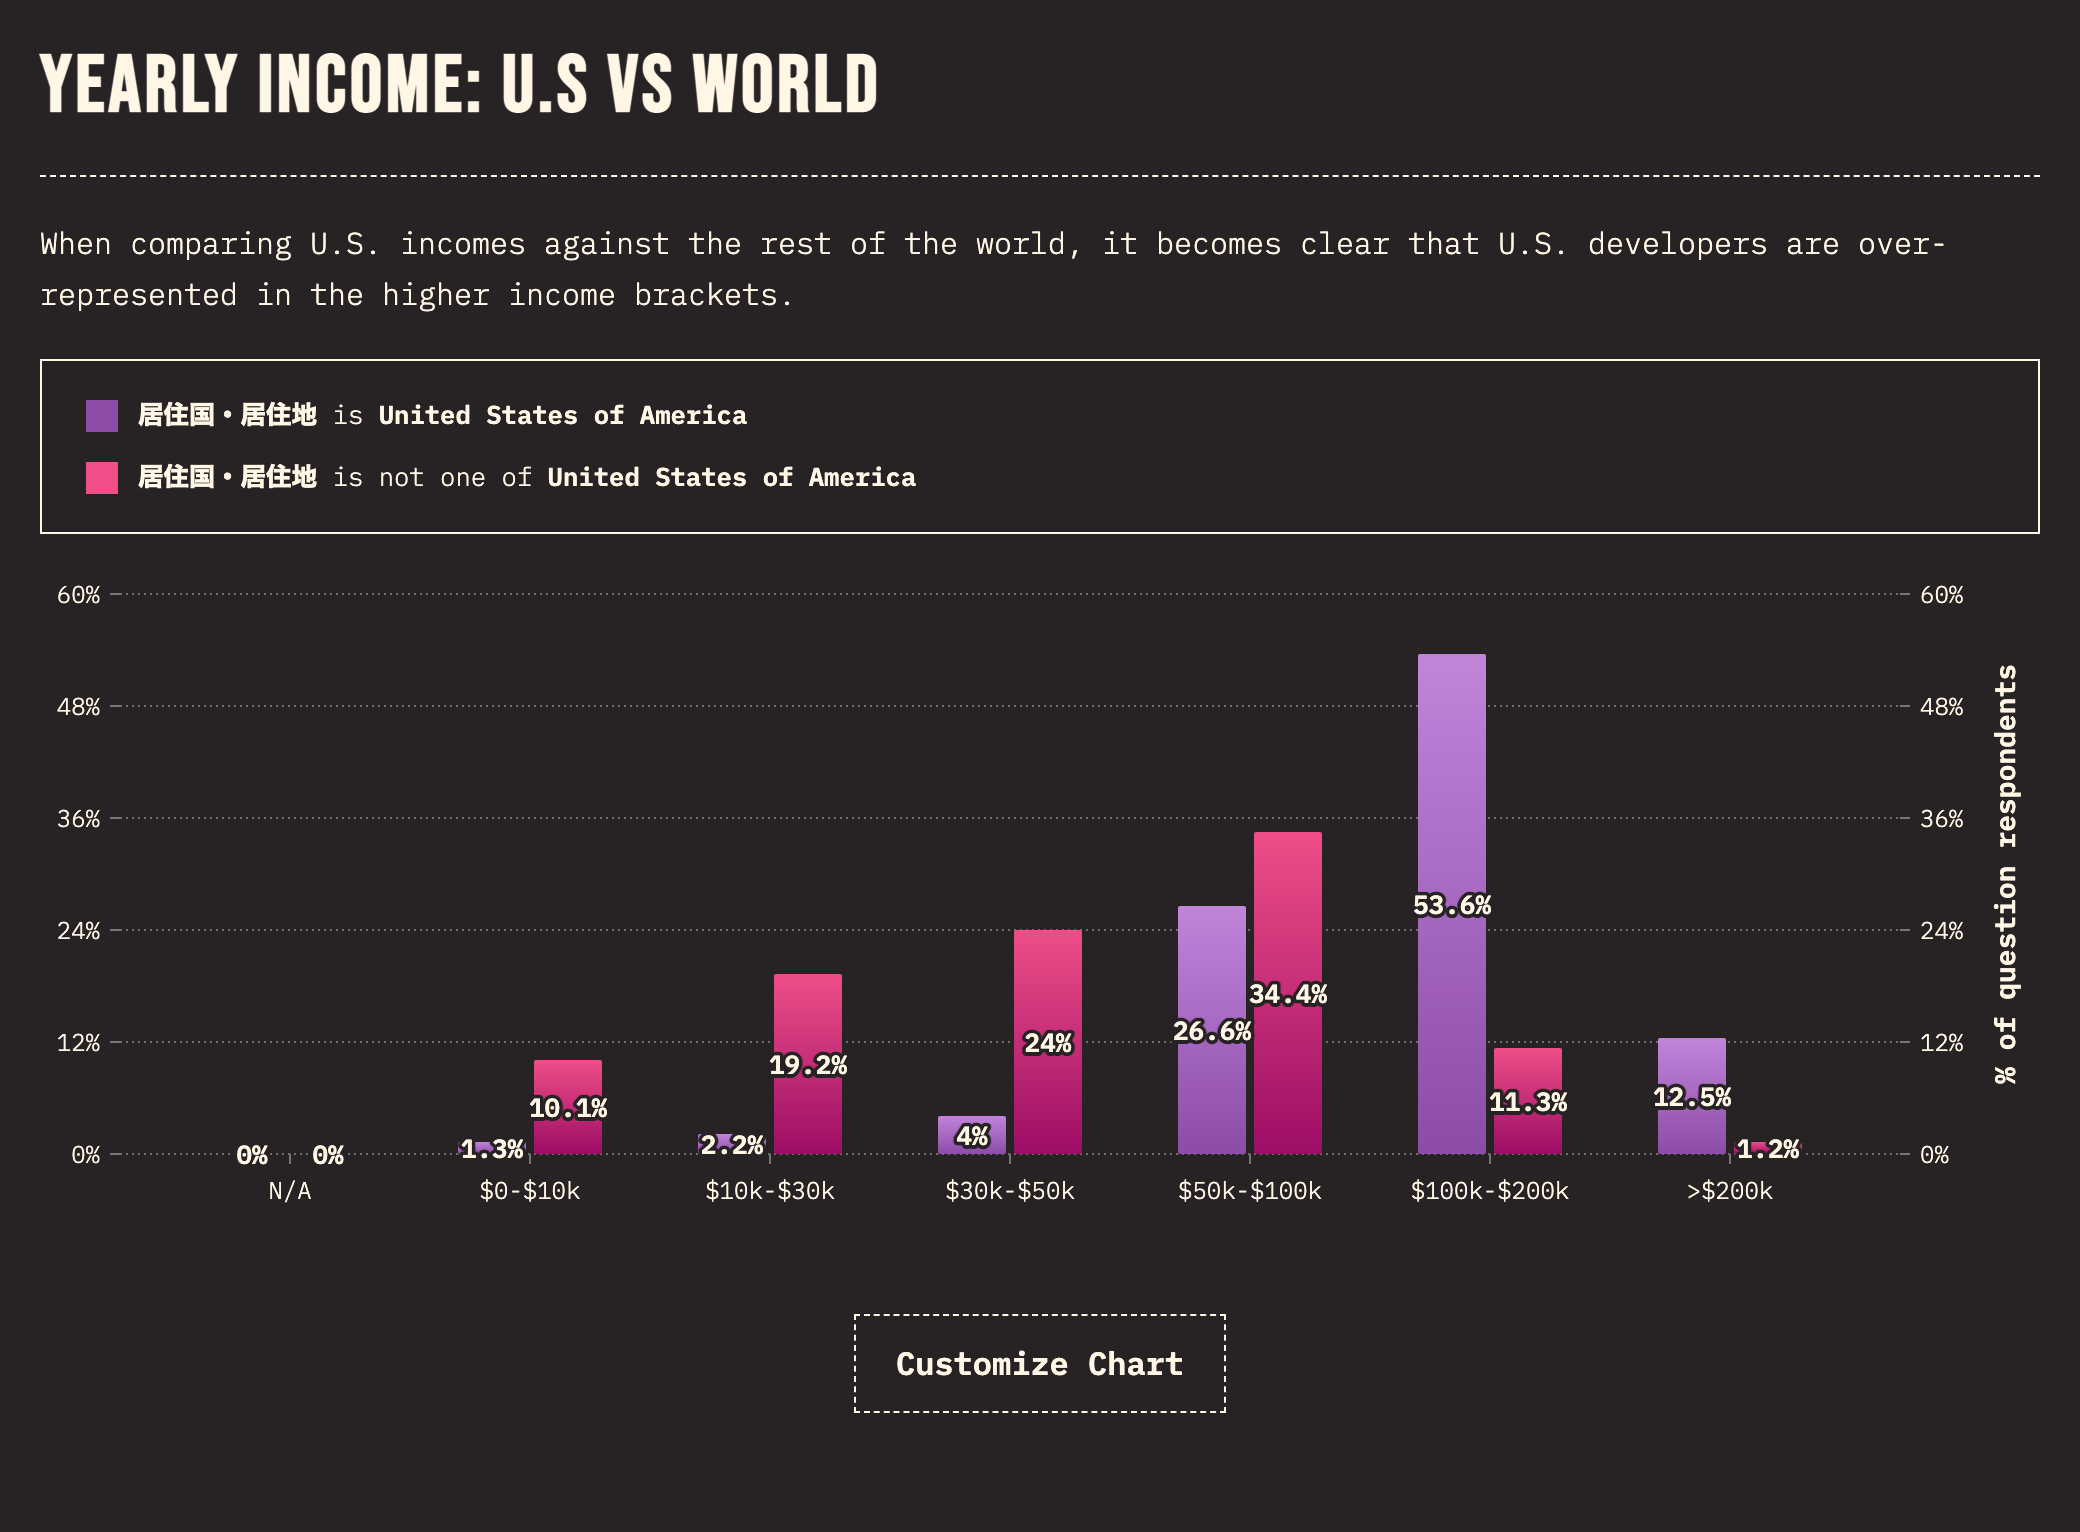 YEARLY INCOME: U.S VS WORLD
When comparing U.S. incomes against the rest of the world, it becomes clear that U.S. developers are over-
represented in the higher income brackets.
居住国・居住地 is United States of America
居住国・居住地 is not one of United States of America
60% 60%
48% 48%
36% 36%
24% 24%
12% 12%
0% 0%
% of question respondents
0% 0% 1.3% 10.1% 2.2% 19.2% 4% 24% 26.6% 34.4% 53.6% 11.3% 12.5% 1.2%
N/A $0-$10k $10k-$30k $30k-$50k $50k-$100k $100k-$200k >$200k
Customize Chart